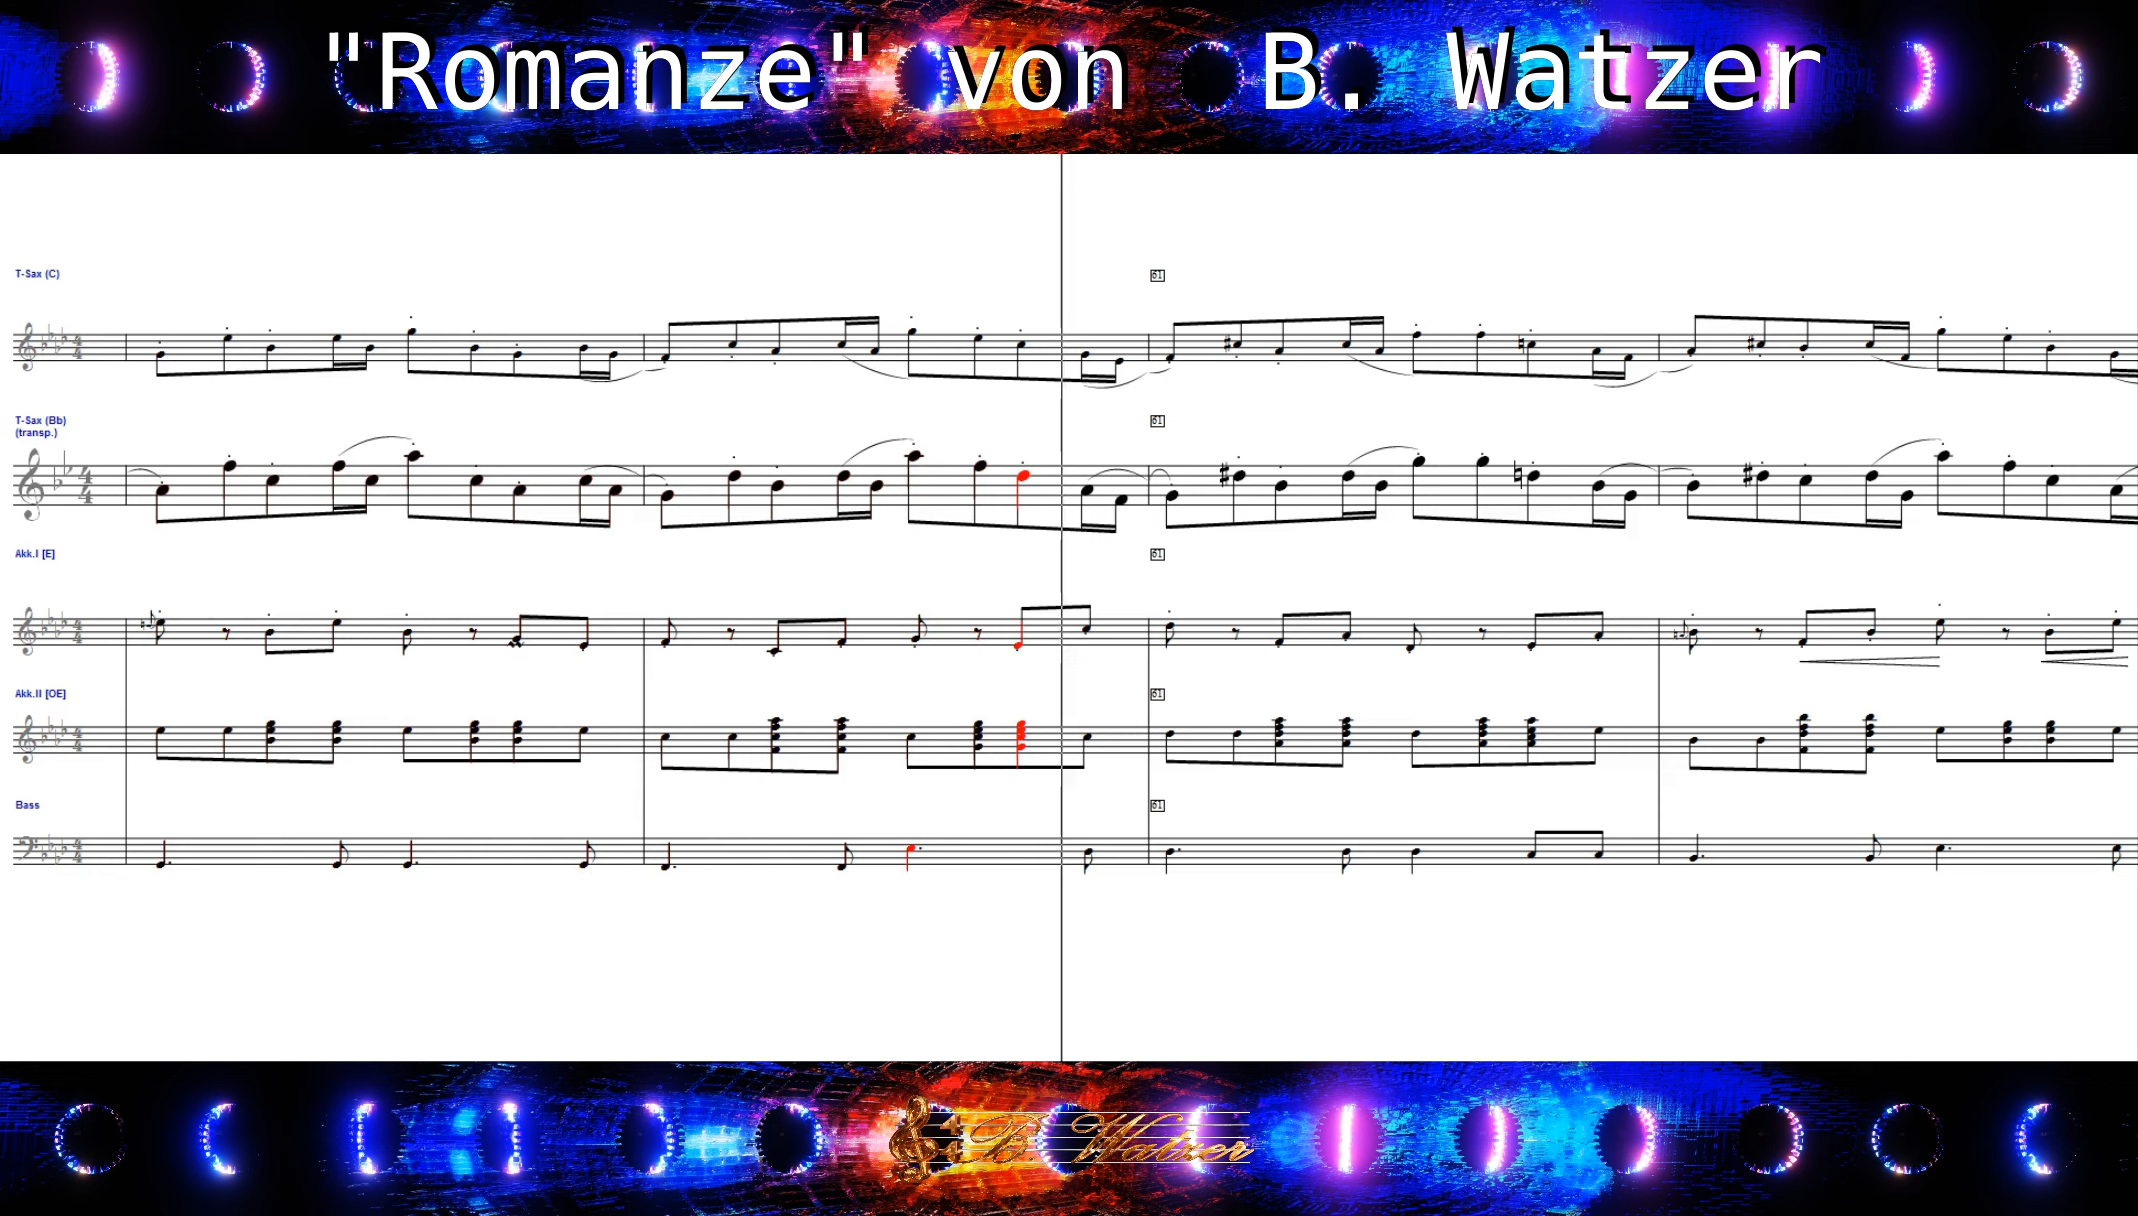 "Romanze" von B. Watzer
T-Sax (C)
61
T-Sax (Bb)
(transp.)
61
Akk.I [E]
61
Akk.II [OE]
61
Bass
61
B. Watzer